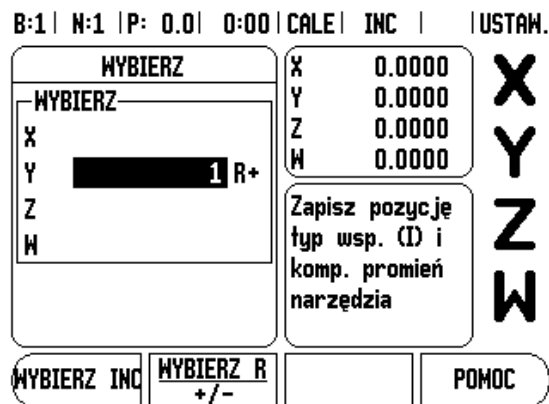 B:1 | N:1 |P: 0.0| 0:00|CALE| INC | |USTAW.
WYBIERZ
WYBIERZ
X
Y 1 R+
Z
W
X 0.0000
Y 0.0000
Z 0.0000
W 0.0000
Zapisz pozycję
typ wsp. (I) i
komp. promień
narzędzia
X
Y
Z
W
WYBIERZ INC
WYBIERZ R
+/-
POMOC